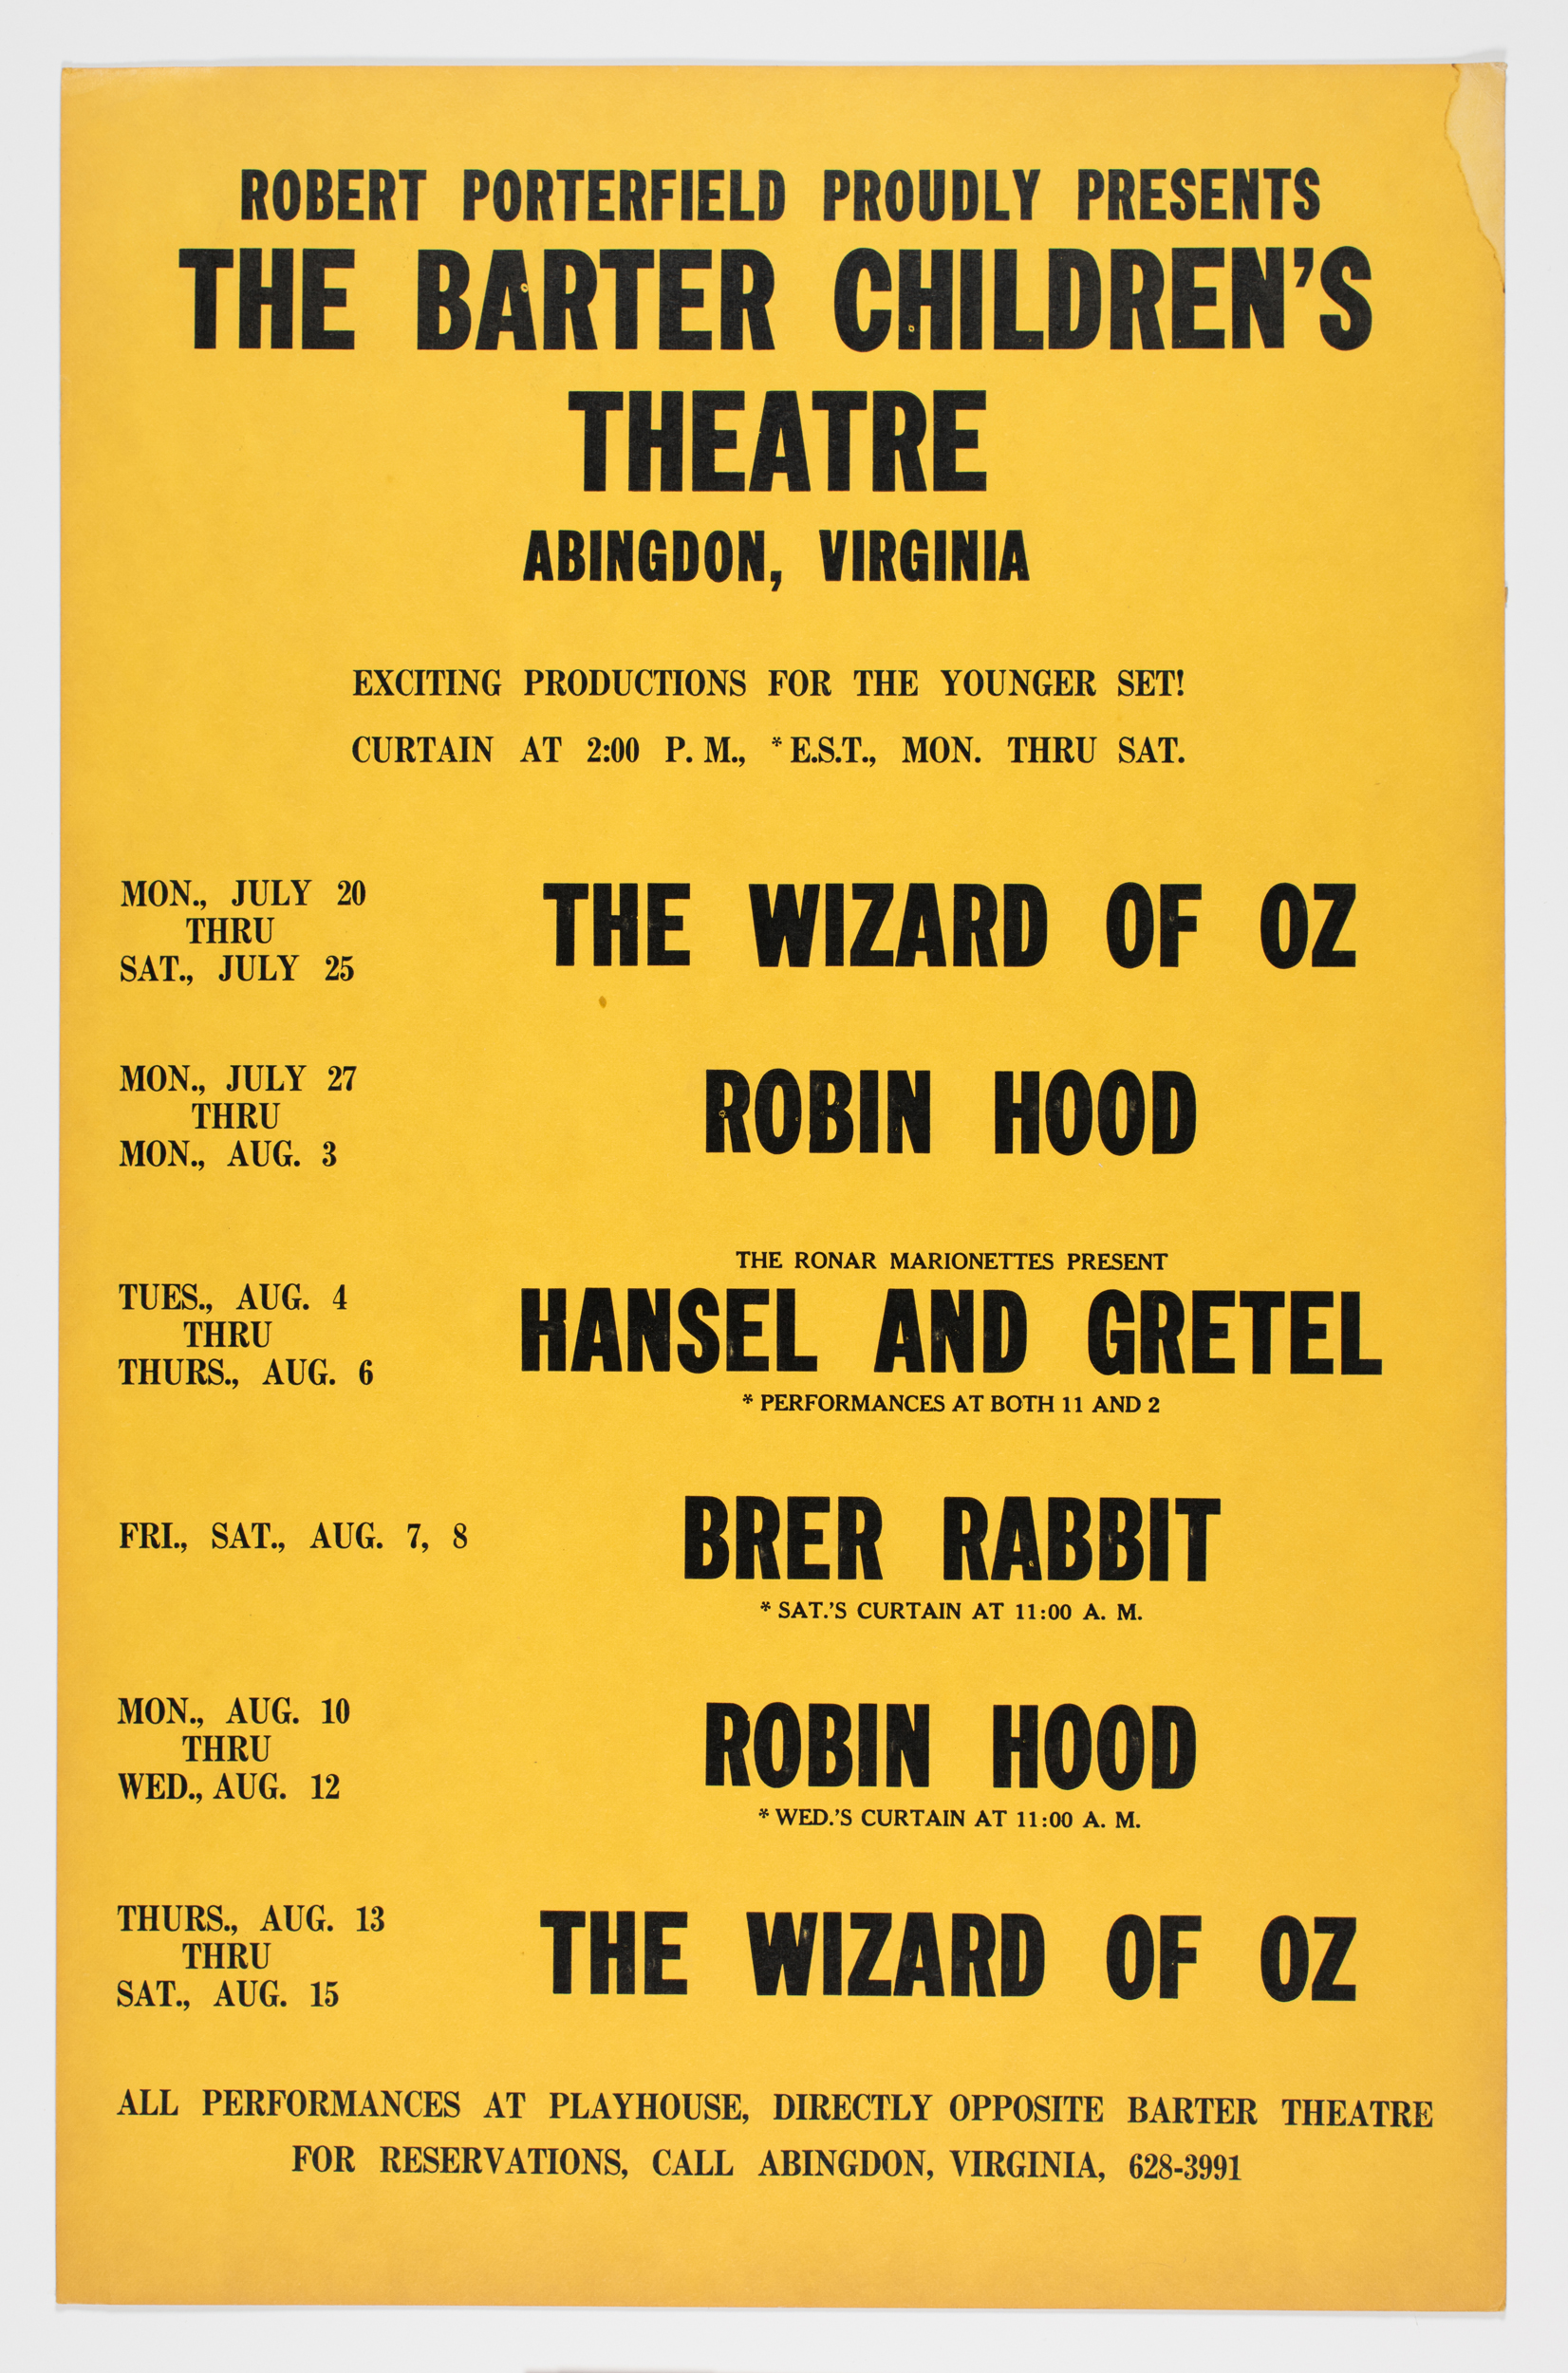 ROBERT PORTERFIELD PROUDLY PRESENTS
THE BARTER CHILDREN'S
THEATRE
ABINGDON, VIRGINIA
EXCITING PRODUCTIONS FOR THE YOUNGER SET!
CURTAIN AT 2:00 P. M., *E.S.T., MON. THRU SAT.
MON., JULY 20
THRU
SAT., JULY 25
THE WIZARD OF OZ
MON., JULY 27
THRU
MON., AUG. 3
ROBIN HOOD
TUES., AUG. 4
THRU
THURS., AUG. 6
THE RONAR MARIONETTES PRESENT
HANSEL AND GRETEL
* PERFORMANCES AT BOTH 11 AND 2
FRI., SAT., AUG. 7, 8
BRER RABBIT
* SAT.'S CURTAIN AT 11:00 A. M.
MON., AUG. 10
THRU
WED., AUG. 12
ROBIN HOOD
* WED.'S CURTAIN AT 11:00 A. M.
THURS., AUG. 13
THRU
SAT., AUG. 15
THE WIZARD OF OZ
ALL PERFORMANCES AT PLAYHOUSE, DIRECTLY OPPOSITE BARTER THEATRE
FOR RESERVATIONS, CALL ABINGDON, VIRGINIA, 628-3991